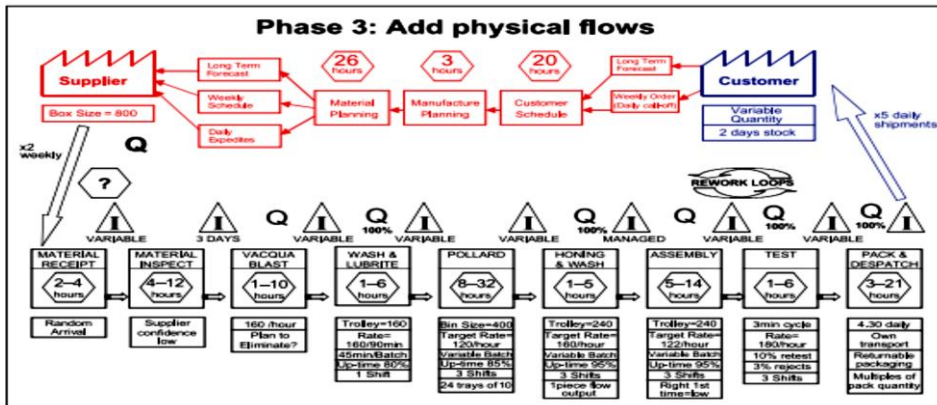 Phase 3: Add physical flows
Supplier
Box Size = 800
Long Term
Forecast
Weekly
Schedule
Daily
Expedites
26
hours
Material
Planning
3
hours
Manufacture
Planning
20
hours
Customer
Schedule
Long Term
Forecast
Weekly Order
(Daily call-off)
Customer
Variable
Quantity
2 days stock
x5 daily
shipments
x2
weekly
Q
?
REWORK LOOPS
I
VARIABLE
I
3 DAYS
Q
I
VARIABLE
Q
100%
I
VARIABLE
I
VARIABLE
Q
100%
I
MANAGED
Q
I
VARIABLE
Q
100%
I
VARIABLE
Q
100%
I
MATERIAL
RECEIPT
2–4
hours
Random
Arrival
MATERIAL
INSPECT
4–12
hours
Supplier
confidence
low
VACQUA
BLAST
1–10
hours
160 /hour
Plan to
Eliminate?
WASH &
LUBRITE
1–6
hours
Trolley=160
Rate=
160/90min
45min/Batch
Up-time 80%
1 Shift
POLLARD
8–32
hours
Bin Size=400
Target Rate=
120/hour
Variable Batch
Up-time 85%
3 Shifts
24 trays of 10
HONING
& WASH
1–5
hours
Trolley=240
Target Rate=
160/hour
Variable Batch
Up-time 95%
3 Shifts
1piece flow
output
ASSEMBLY
5–14
hours
Trolley=240
Target Rate=
122/hour
Variable Batch
Up-time 95%
3 Shifts
Right 1st
time=low
TEST
1–6
hours
3min cycle
Rate=
180/hour
10% retest
3% rejects
3 Shifts
PACK &
DESPATCH
3–21
hours
4.30 daily
Own
transport
Returnable
packaging
Multiples of
pack quantity